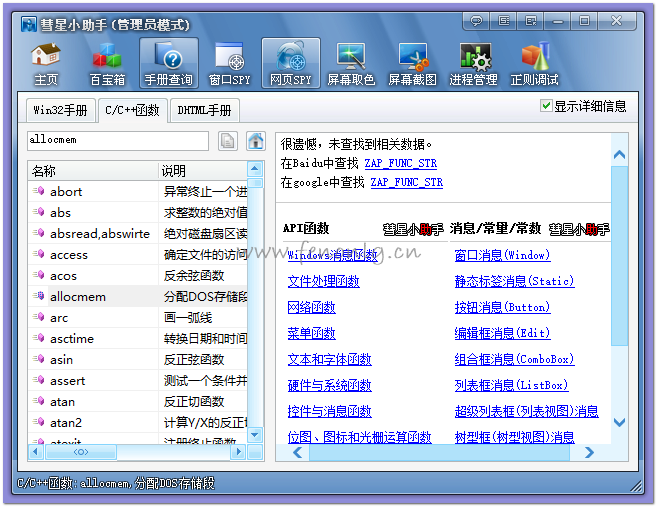 彗星小助手 (管理员模式)
主页 百宝箱 手册查询 窗口SPY 网页SPY 屏幕取色 屏幕截图 进程管理 正则调试
Win32手册 C/C++函数 DHTML手册 显示详细信息
allocmem
名称 说明
abort 异常终止一个进
abs 求整数的绝对值
absread,abswirte 绝对磁盘扇区读
access 确定文件的访问
acos 反余弦函数
allocmem 分配DOS存储段
arc 画一弧线
asctime 转换日期和时间
asin 反正弦函数
assert 测试一个条件并
atan 反正切函数
atan2 计算Y/X的反正切
atexit 注册终止函数
很遗憾，未查找到相关数据。
在Baidu中查找 ZAP_FUNC_STR
在google中查找 ZAP_FUNC_STR
API函数 彗星小助手 消息/常量/常数 彗星小助手
Windows消息函数 窗口消息(Window)
文件处理函数 静态标签消息(Static)
网络函数 按钮消息(Button)
菜单函数 编辑框消息(Edit)
文本和字体函数 组合框消息(ComboBox)
硬件与系统函数 列表框消息(ListBox)
控件与消息函数 超级列表框(列表视图)消息
位图、图标和光栅运算函数 树型框(树型视图)消息
C/C++函数:allocmem,分配DOS存储段